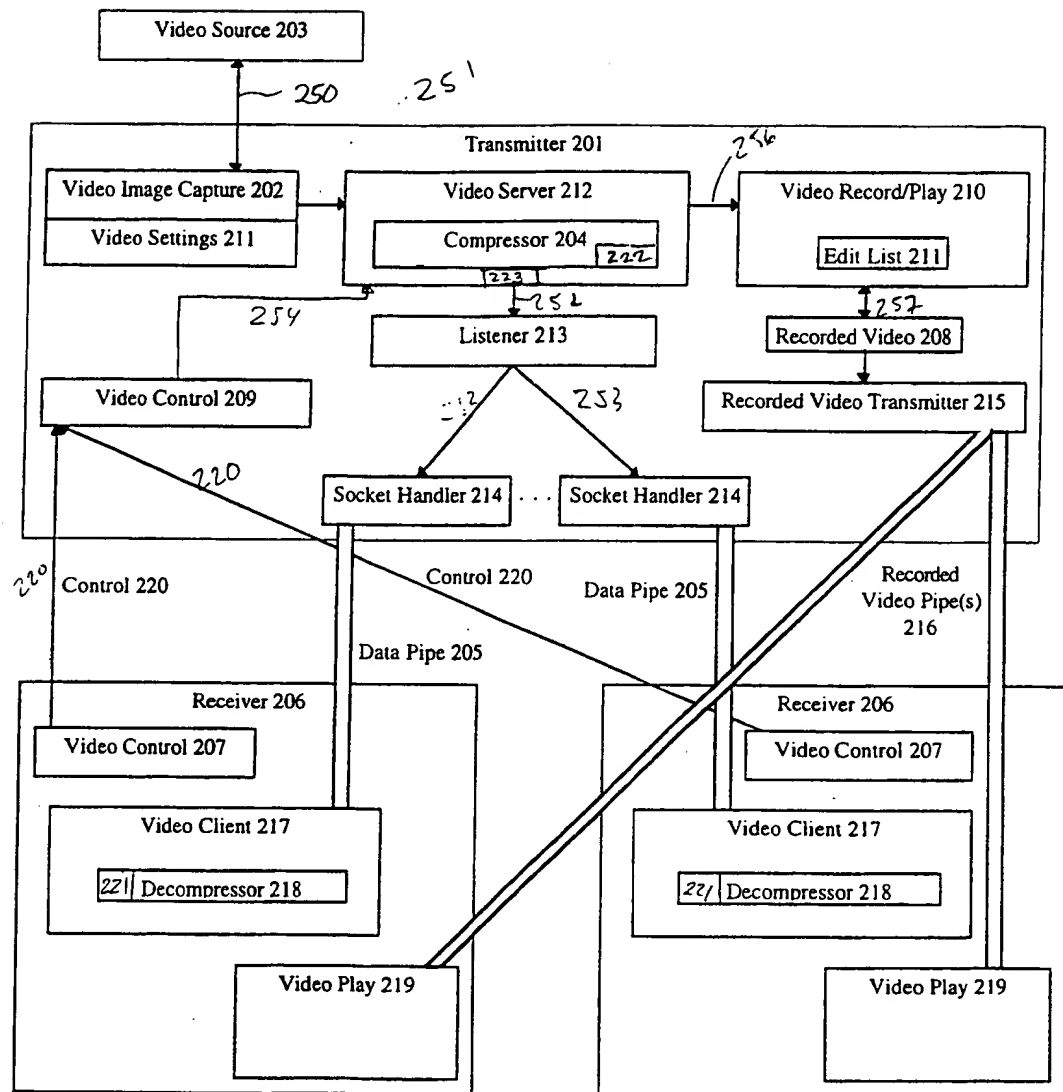 Video Source 203
250
251
Transmitter 201
256
Video Image Capture 202
Video Settings 211
Video Server 212
Compressor 204
222
223
Video Record/Play 210
Edit List 211
254
252
257
Listener 213
Recorded Video 208
Video Control 209
253
Recorded Video Transmitter 215
220
Socket Handler 214
. . .
Socket Handler 214
220
Control 220
Control 220
Data Pipe 205
Recorded
Video Pipe(s)
216
Data Pipe 205
Receiver 206
Receiver 206
Video Control 207
Video Control 207
Video Client 217
Video Client 217
221 Decompressor 218
221 Decompressor 218
Video Play 219
Video Play 219